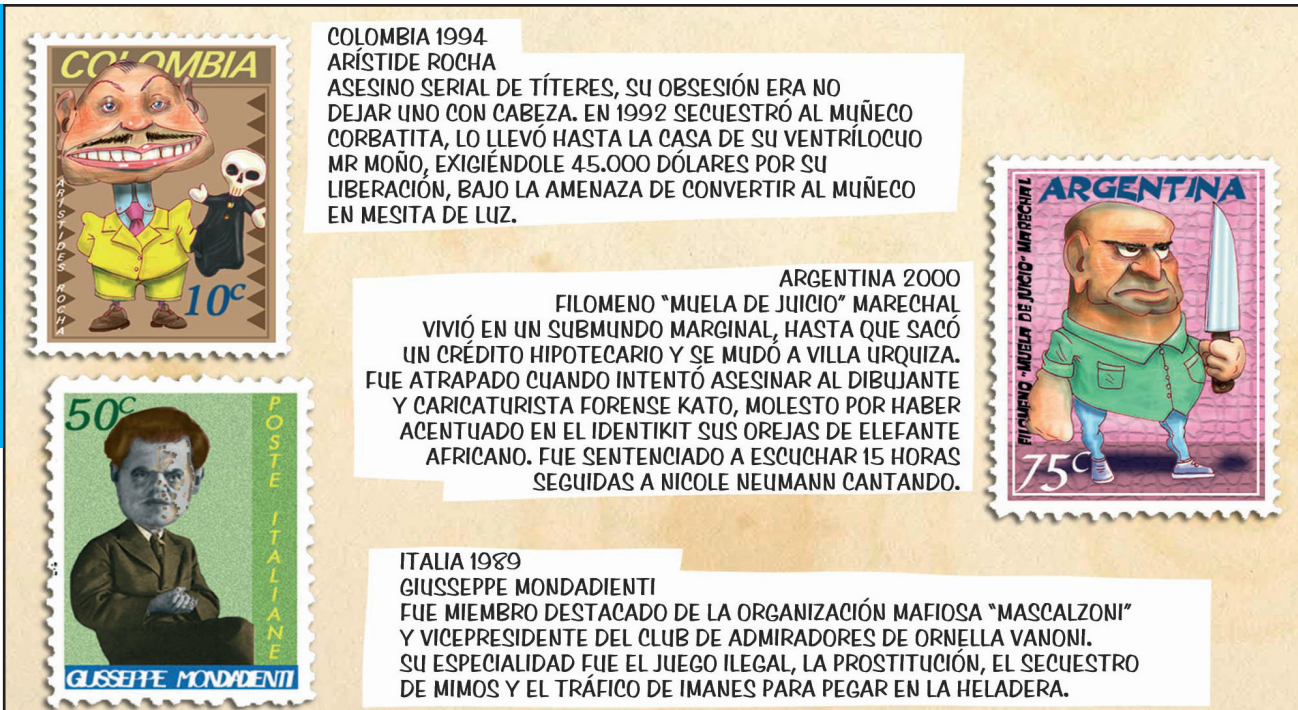 COLOMBIA
ARISTIDES ROCHA
10c
COLOMBIA 1994
ARÍSTIDE ROCHA
ASESINO SERIAL DE TÍTERES, SU OBSESIÓN ERA NO
DEJAR UNO CON CABEZA. EN 1992 SECUESTRÓ AL MUÑECO
CORBATITA, LO LLEVÓ HASTA LA CASA DE SU VENTRÍLOCUO
MR MOÑO, EXIGIÉNDOLE 45.000 DÓLARES POR SU
LIBERACIÓN, BAJO LA AMENAZA DE CONVERTIR AL MUÑECO
EN MESITA DE LUZ.
ARGENTINA
FILOMENO "MUELA DE JUICIO" MARECHAL
75c
ARGENTINA 2000
FILOMENO "MUELA DE JUICIO" MARECHAL
VIVIÓ EN UN SUBMUNDO MARGINAL, HASTA QUE SACÓ
UN CRÉDITO HIPOTECARIO Y SE MUDÓ A VILLA URQUIZA.
FUE ATRAPADO CUANDO INTENTÓ ASESINAR AL DIBUJANTE
Y CARICATURISTA FORENSE KATO, MOLESTO POR HABER
ACENTUADO EN EL IDENTIKIT SUS OREJAS DE ELEFANTE
AFRICANO. FUE SENTENCIADO A ESCUCHAR 15 HORAS
SEGUIDAS A NICOLE NEUMANN CANTANDO.
50c
POSTE ITALIANE
GIUSSEPPE MONDADIENTI
ITALIA 1989
GIUSSEPPE MONDADIENTI
FUE MIEMBRO DESTACADO DE LA ORGANIZACIÓN MAFIOSA "MASCALZONI"
Y VICEPRESIDENTE DEL CLUB DE ADMIRADORES DE ORNELLA VANONI.
SU ESPECIALIDAD FUE EL JUEGO ILEGAL, LA PROSTITUCIÓN, EL SECUESTRO
DE MIMOS Y EL TRÁFICO DE IMANES PARA PEGAR EN LA HELADERA.